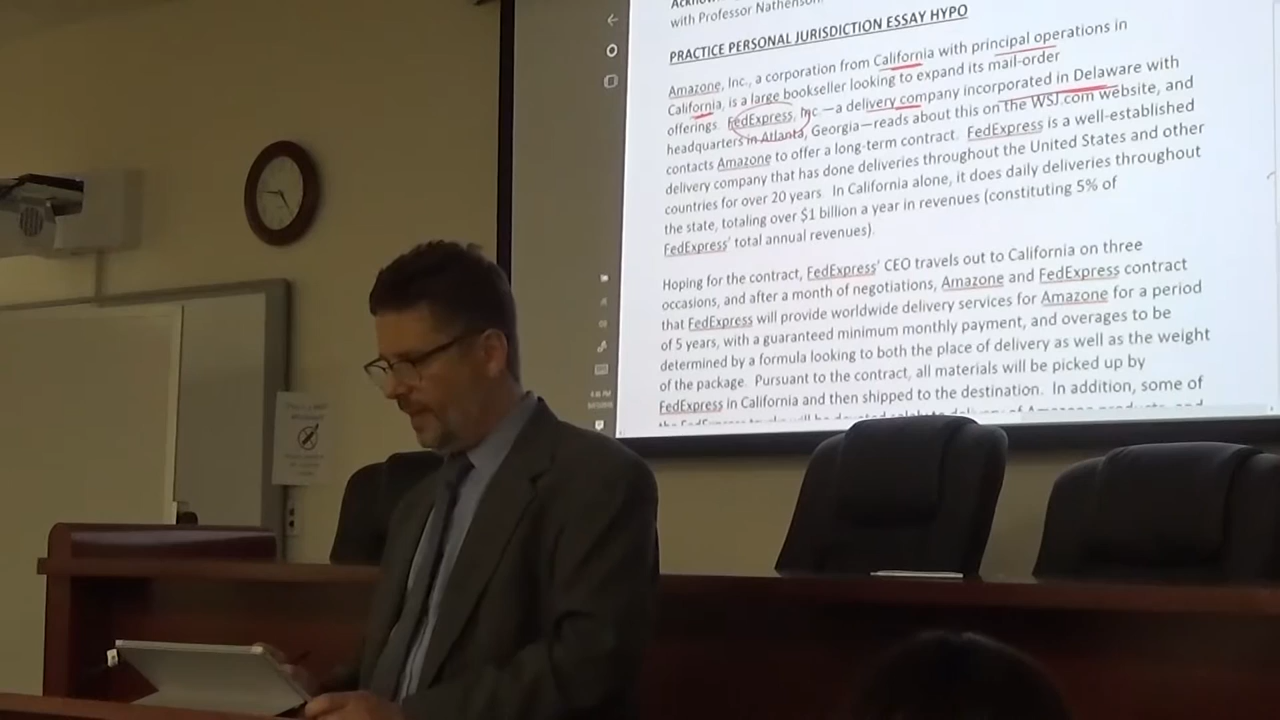 with Professor Nathenson
PRACTICE PERSONAL JURISDICTION ESSAY HYPO
Amazone, Inc., a corporation from California with principal operations in
California, is a large bookseller looking to expand its mail-order
offerings. FedExpress, Inc.—a delivery company incorporated in Delaware with
headquarters in Atlanta, Georgia—reads about this on the WSJ.com website, and
contacts Amazone to offer a long-term contract. FedExpress is a well-established
delivery company that has done deliveries throughout the United States and other
countries for over 20 years. In California alone, it does daily deliveries throughout
the state, totaling over $1 billion a year in revenues (constituting 5% of
FedExpress' total annual revenues).
Hoping for the contract, FedExpress' CEO travels out to California on three
occasions, and after a month of negotiations, Amazone and FedExpress contract
that FedExpress will provide worldwide delivery services for Amazone for a period
of 5 years, with a guaranteed minimum monthly payment, and overages to be
determined by a formula looking to both the place of delivery as well as the weight
of the package. Pursuant to the contract, all materials will be picked up by
FedExpress in California and then shipped to the destination. In addition, some of